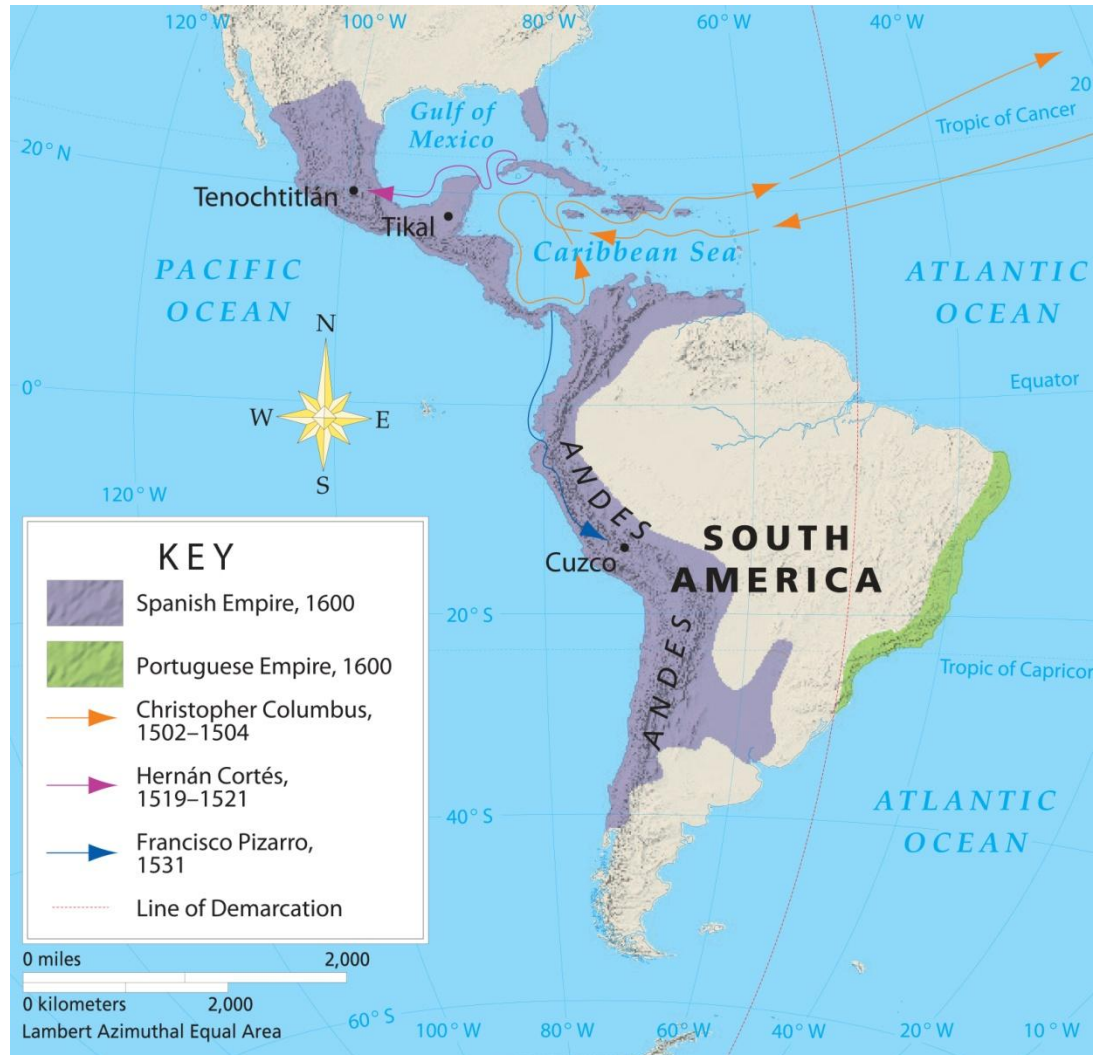 120°W
100°W
80°W
60°W
40°W
20
Gulf of
Mexico
Tropic of Cancer
20°N
Tenochtitlán
Tikal
Caribbean Sea
PACIFIC
OCEAN
ATLANTIC
OCEAN
N
W
E
S
0°
Equator
120°W
ANDES
Cuzco
SOUTH
AMERICA
20°S
ANDES
Tropic of Capricor
40°S
ATLANTIC
OCEAN
KEY
Spanish Empire, 1600
Portuguese Empire, 1600
Christopher Columbus,
1502–1504
Hernán Cortés,
1519–1521
Francisco Pizarro,
1531
Line of Demarcation
0 miles
2,000
0 kilometers
2,000
Lambert Azimuthal Equal Area
60°S
100°W
80°W
60°W
40°W
20°W
10°W